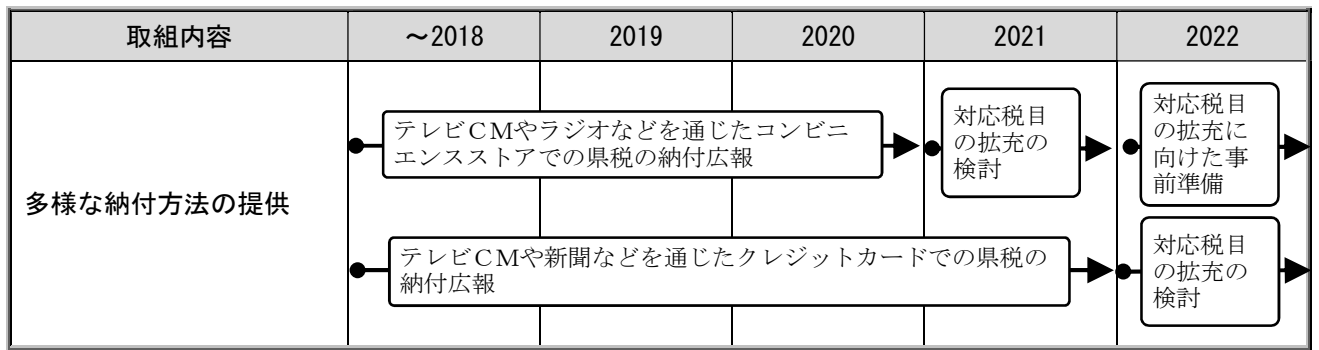 取組内容 ～2018 2019 2020 2021 2022
多様な納付方法の提供
テレビＣＭやラジオなどを通じたコンビニ
エンスストアでの県税の納付広報
対応税目
の拡充の
検討
対応税目
の拡充に
向けた事
前準備
テレビＣＭや新聞などを通じたクレジットカードでの県税の
納付広報
対応税目
の拡充の
検討